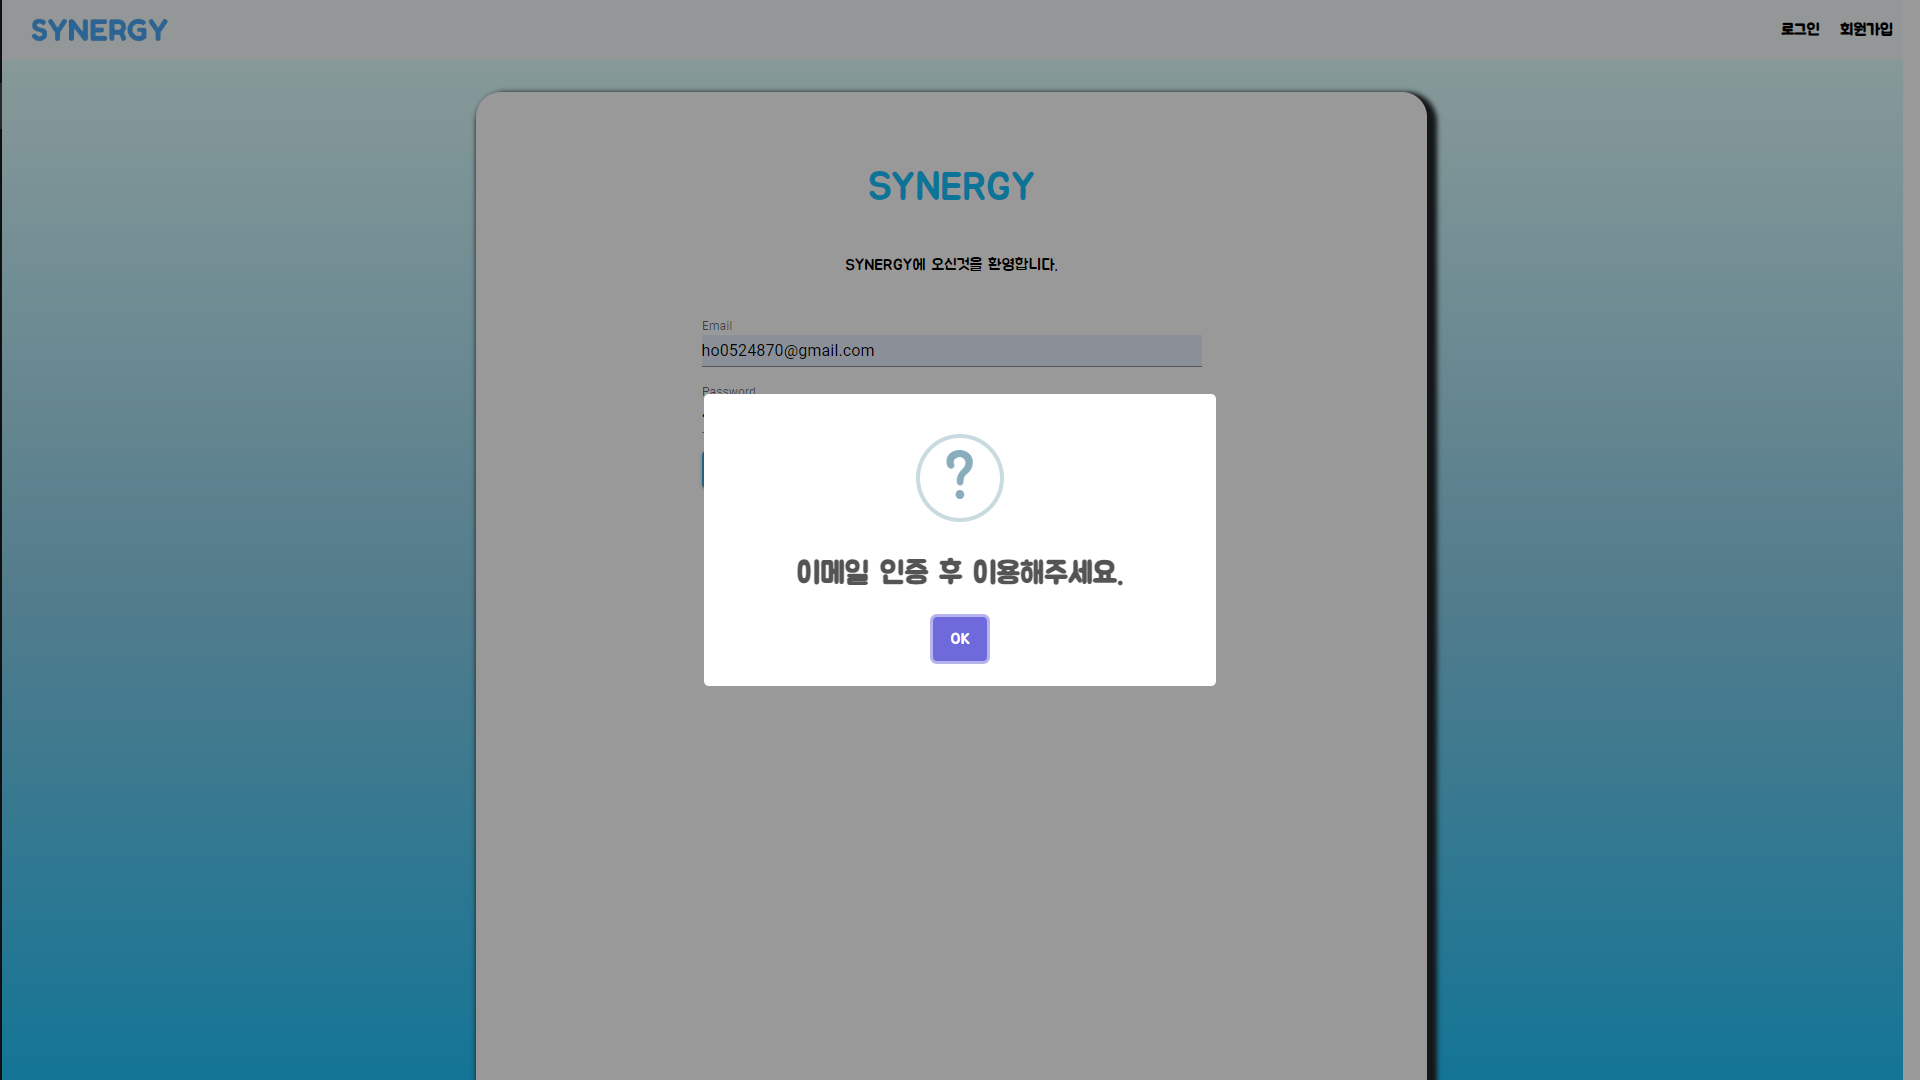 SYNERGY
로그인 회원가입
SYNERGY
SYNERGY에 오신것을 환영합니다.
Email
ho0524870@gmail.com
Password
?
이메일 인증 후 이용해주세요.
OK